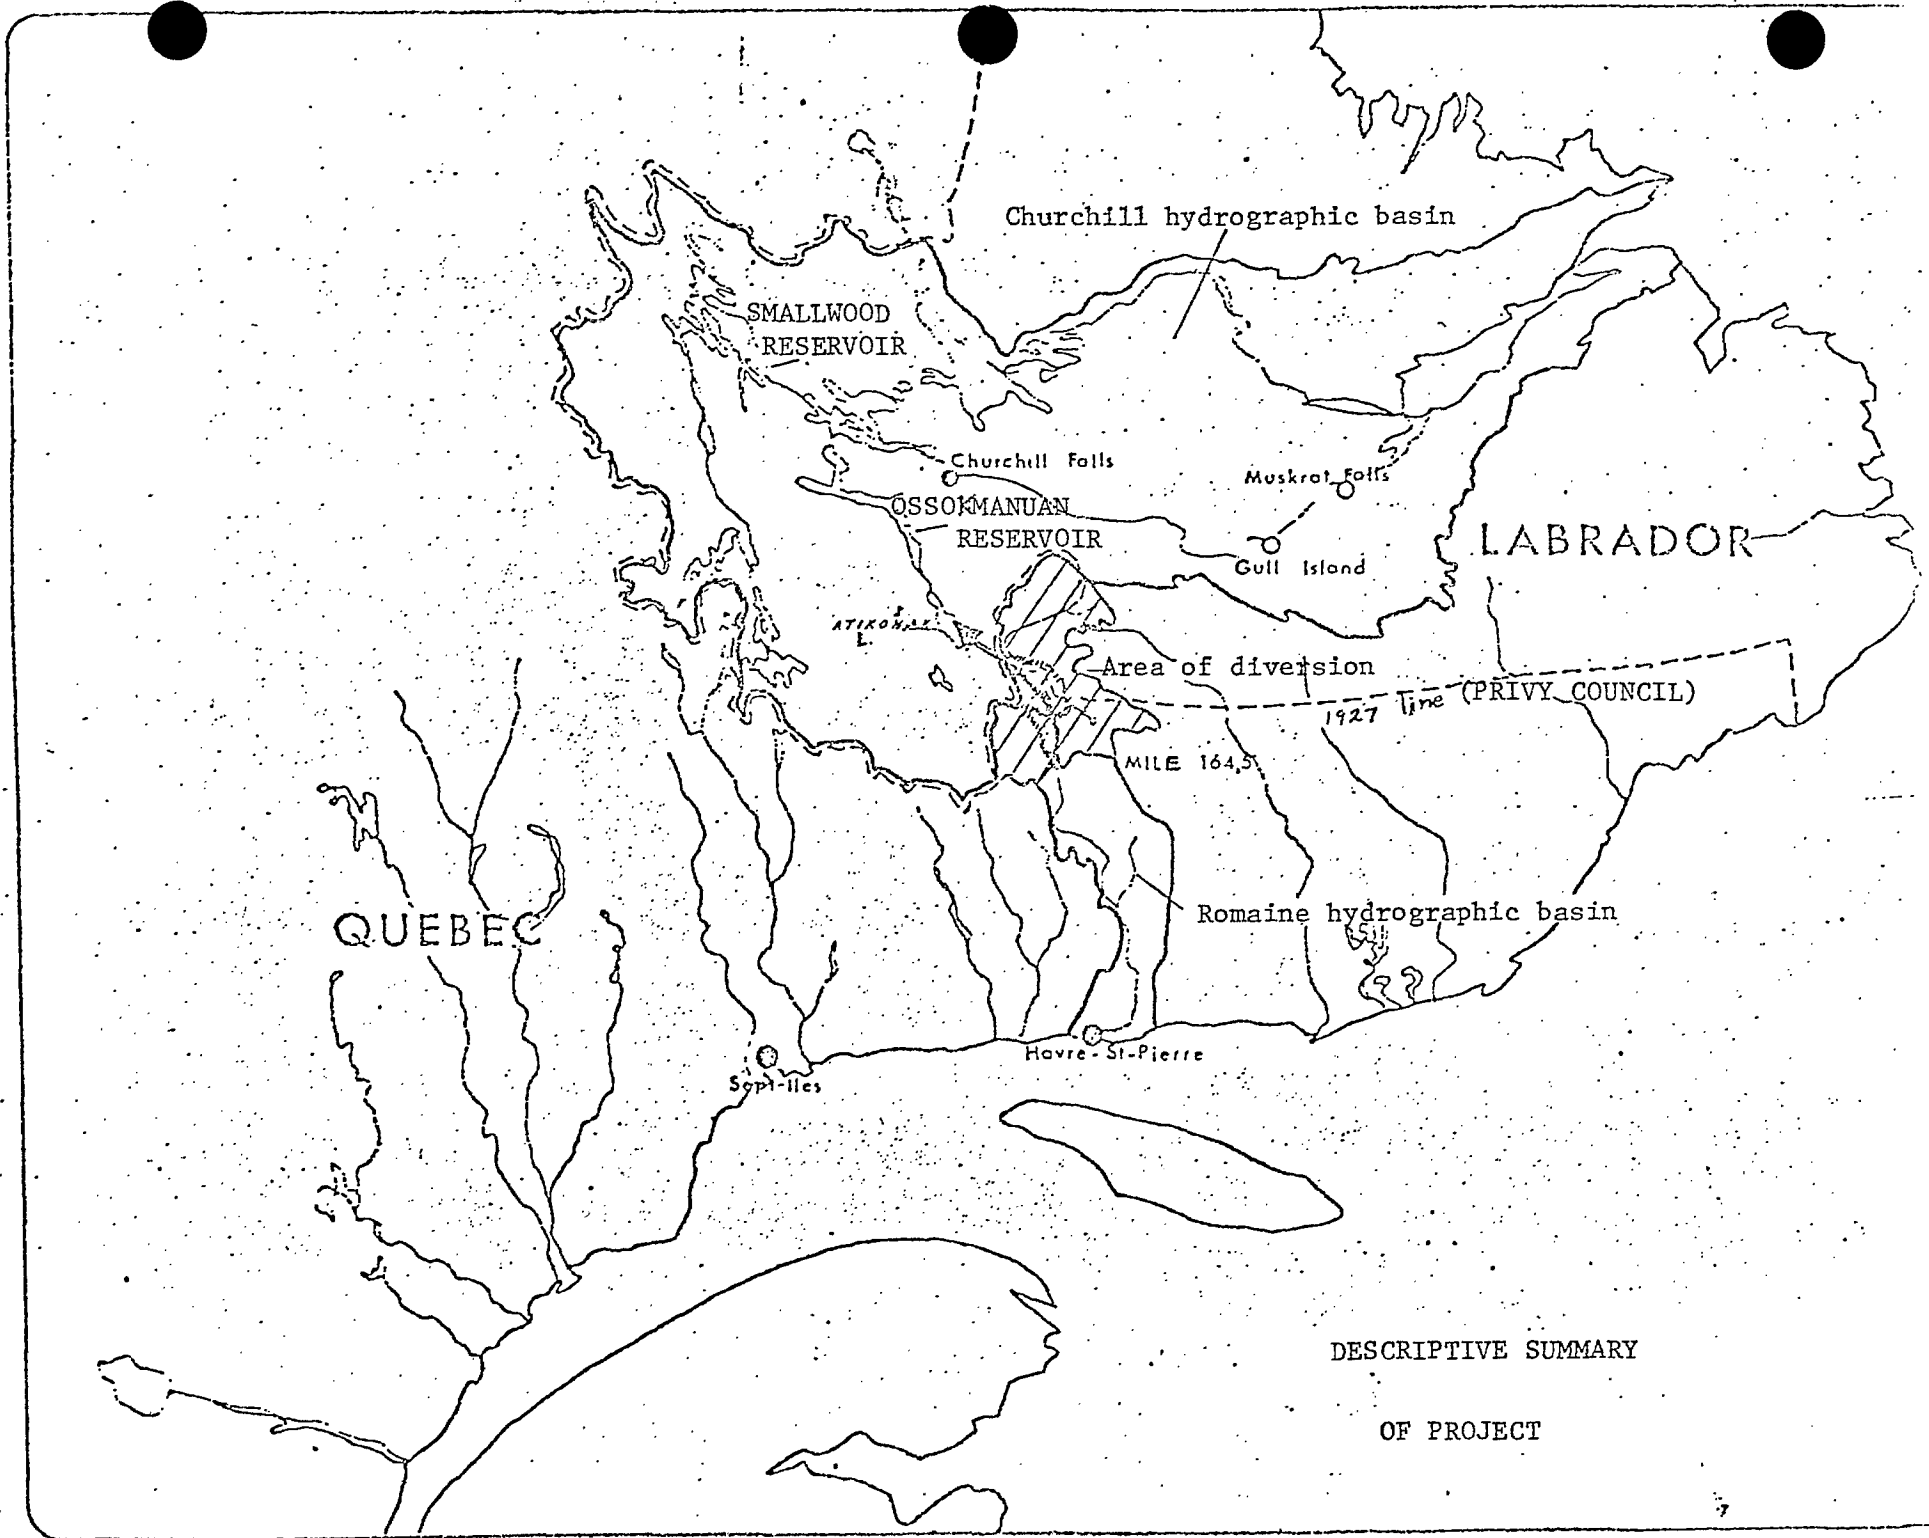 Churchill hydrographic basin
SMALLWOOD
RESERVOIR
Churchill Falls
Muskrat Falls
OSSOKMANUAN
RESERVOIR
LABRADOR
Gull Island
ATIKONAK
L.
Area of diversion
1927 line (PRIVY COUNCIL)
MILE 164,5
QUEBEC
Romaine hydrographic basin
Havre-St-Pierre
Sept-Iles
DESCRIPTIVE SUMMARY
OF PROJECT